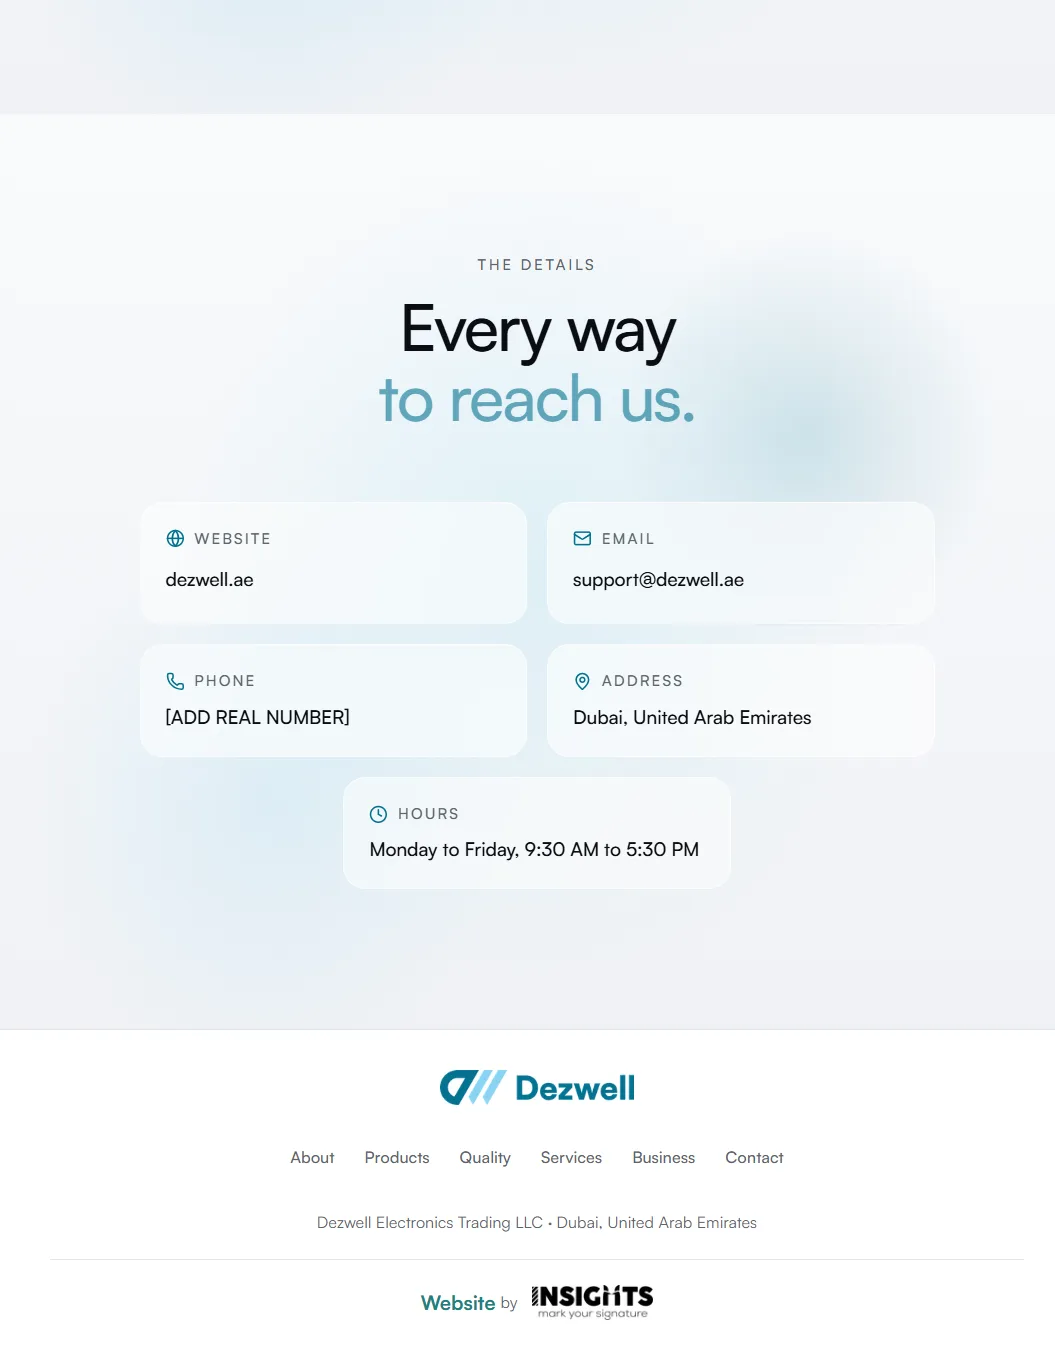 THE DETAILS
Every way
to reach us.
WEBSITE
dezwell.ae
EMAIL
support@dezwell.ae
PHONE
[ADD REAL NUMBER]
ADDRESS
Dubai, United Arab Emirates
HOURS
Monday to Friday, 9:30 AM to 5:30 PM
Dezwell
About Products Quality Services Business Contact
Dezwell Electronics Trading LLC · Dubai, United Arab Emirates
Website by INSIGHTS
mark your signature